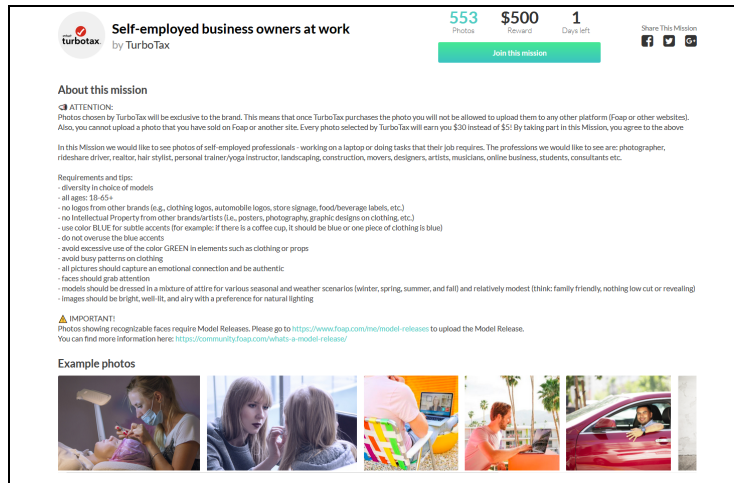 553
$500
1
Photos
Reward
Days left
Share This Mission
Self-employed business owners at work
by TurboTax
turbotax.
Join this mission
About this mission
ATTENTION:
Photos chosen by TurboTax will be exclusive to the brand. This means that once TurboTax purchases the photo you will not be allowed to upload them to any other platform (Foap or other websites).
Also, you cannot upload a photo that you have sold on Foap or another site. Every photo selected by TurboTax will earn you $30 instead of $5! By taking part in this Mission, you agree to the above
In this Mission we would like to see photos of self-employed professionals - working on a laptop or doing tasks that their job requires. The professions we would like to see are: photographer,
rideshare driver, realtor, hair stylist, personal trainer/yoga instructor, landscaping, construction, movers, designers, artists, musicians, online business, students, consultants etc.
Requirements and tips:
- diversity in choice of models
- all ages: 18-65+
- no logos from other brands (e.g., clothing logos, automobile logos, store signage, food/beverage labels, etc.)
- no Intellectual Property from other brands/artists (i.e., posters, photography, graphic designs on clothing, etc.)
- use color BLUE for subtle accents (for example: if there is a coffee cup, it should be blue or one piece of clothing is blue)
- do not overuse the blue accents
- avoid excessive use of the color GREEN in elements such as clothing or props
- avoid busy patterns on clothing
- all pictures should capture an emotional connection and be authentic
- faces should grab attention
- models should be dressed in a mixture of attire for various seasonal and weather scenarios (winter, spring, summer, and fall) and relatively modest (think: family friendly, nothing low cut or revealing)
- images should be bright, well-lit, and airy with a preference for natural lighting
IMPORTANT!
Photos showing recognizable faces require Model Releases. Please go to https://www.foap.com/me/model-releases to upload the Model Release.
You can find more information here: https://community.foap.com/whats-a-model-release/
Example photos